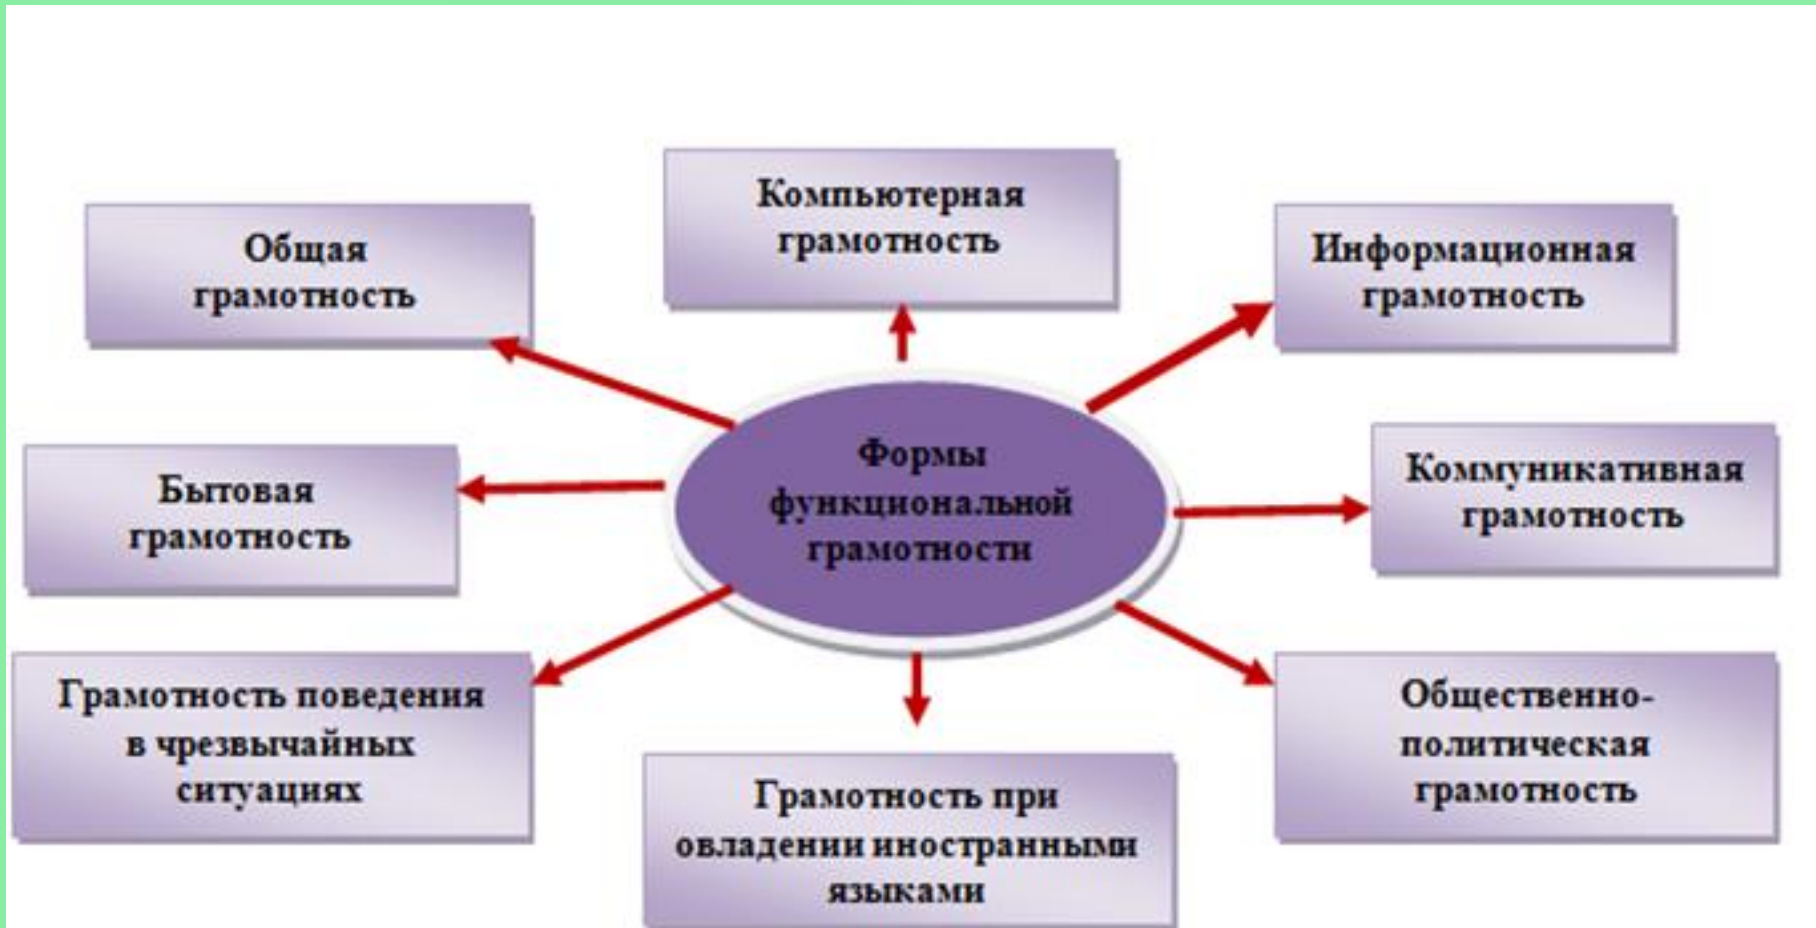 Компьютерная
грамотность
Общая
грамотность
Информационная
грамотность
Бытовая
грамотность
Формы
функциональной
грамотности
Коммуникативная
грамотность
Грамотность поведения
в чрезвычайных
ситуациях
Грамотность при
овладении иностранными
языками
Общественно-
политическая
грамотность